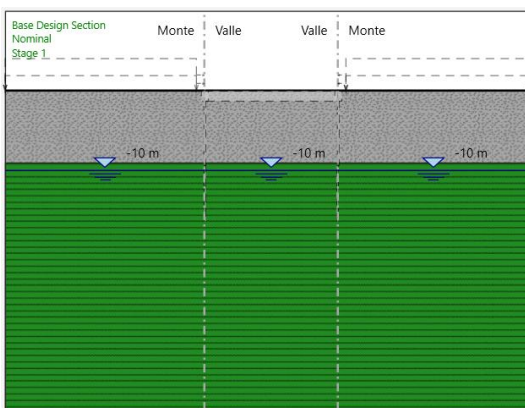 Base Design Section
Nominal
Stage 1
Monte Valle Valle Monte
-10 m -10 m -10 m